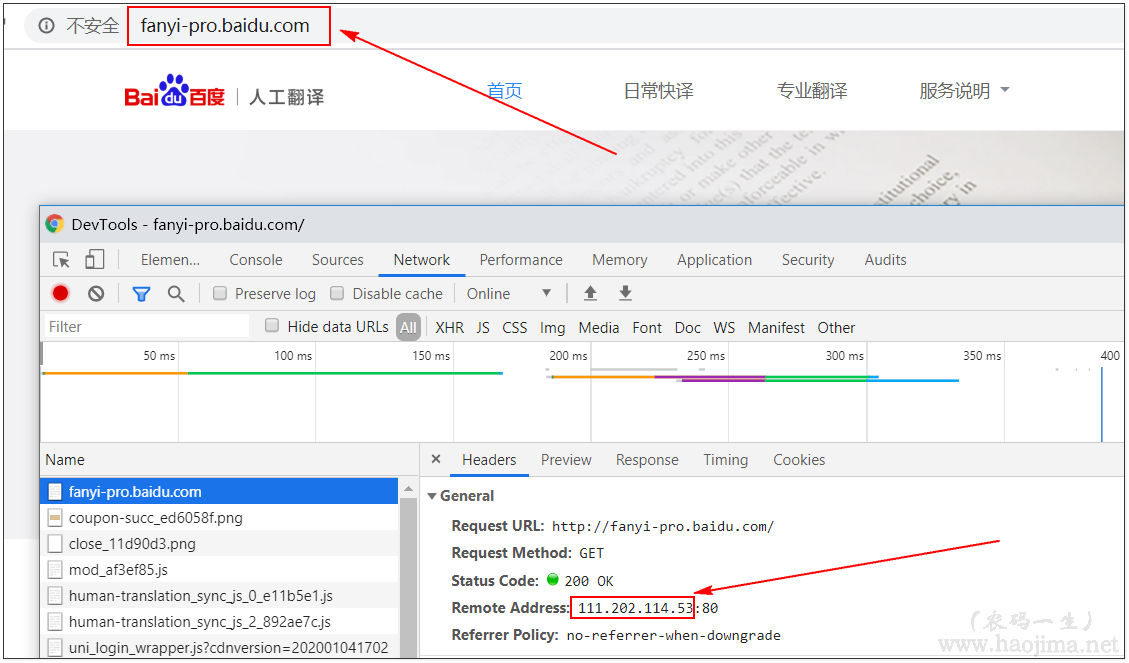 不安全 fanyi-pro.baidu.com
Bai du 百度 人工翻译 首页 日常快译 专业翻译 服务说明
DevTools - fanyi-pro.baidu.com/
Elemen... Console Sources Network Performance Memory Application Security Audits
Preserve log Disable cache Online
Filter Hide data URLs All XHR JS CSS Img Media Font Doc WS Manifest Other
50 ms 100 ms 150 ms 200 ms 250 ms 300 ms 350 ms 400
Name
fanyi-pro.baidu.com
coupon-succ_ed6058f.png
close_11d90d3.png
mod_af3ef85.js
human-translation_sync_js_0_e11b5e1.js
human-translation_sync_js_2_892ae7c.js
uni_login_wrapper.js?cdnversion=202001041702
× Headers Preview Response Timing Cookies
General
Request URL: http://fanyi-pro.baidu.com/
Request Method: GET
Status Code: 200 OK
Remote Address: 111.202.114.53:80
Referrer Policy: no-referrer-when-downgrade
（农码一生）
www.haojima.net